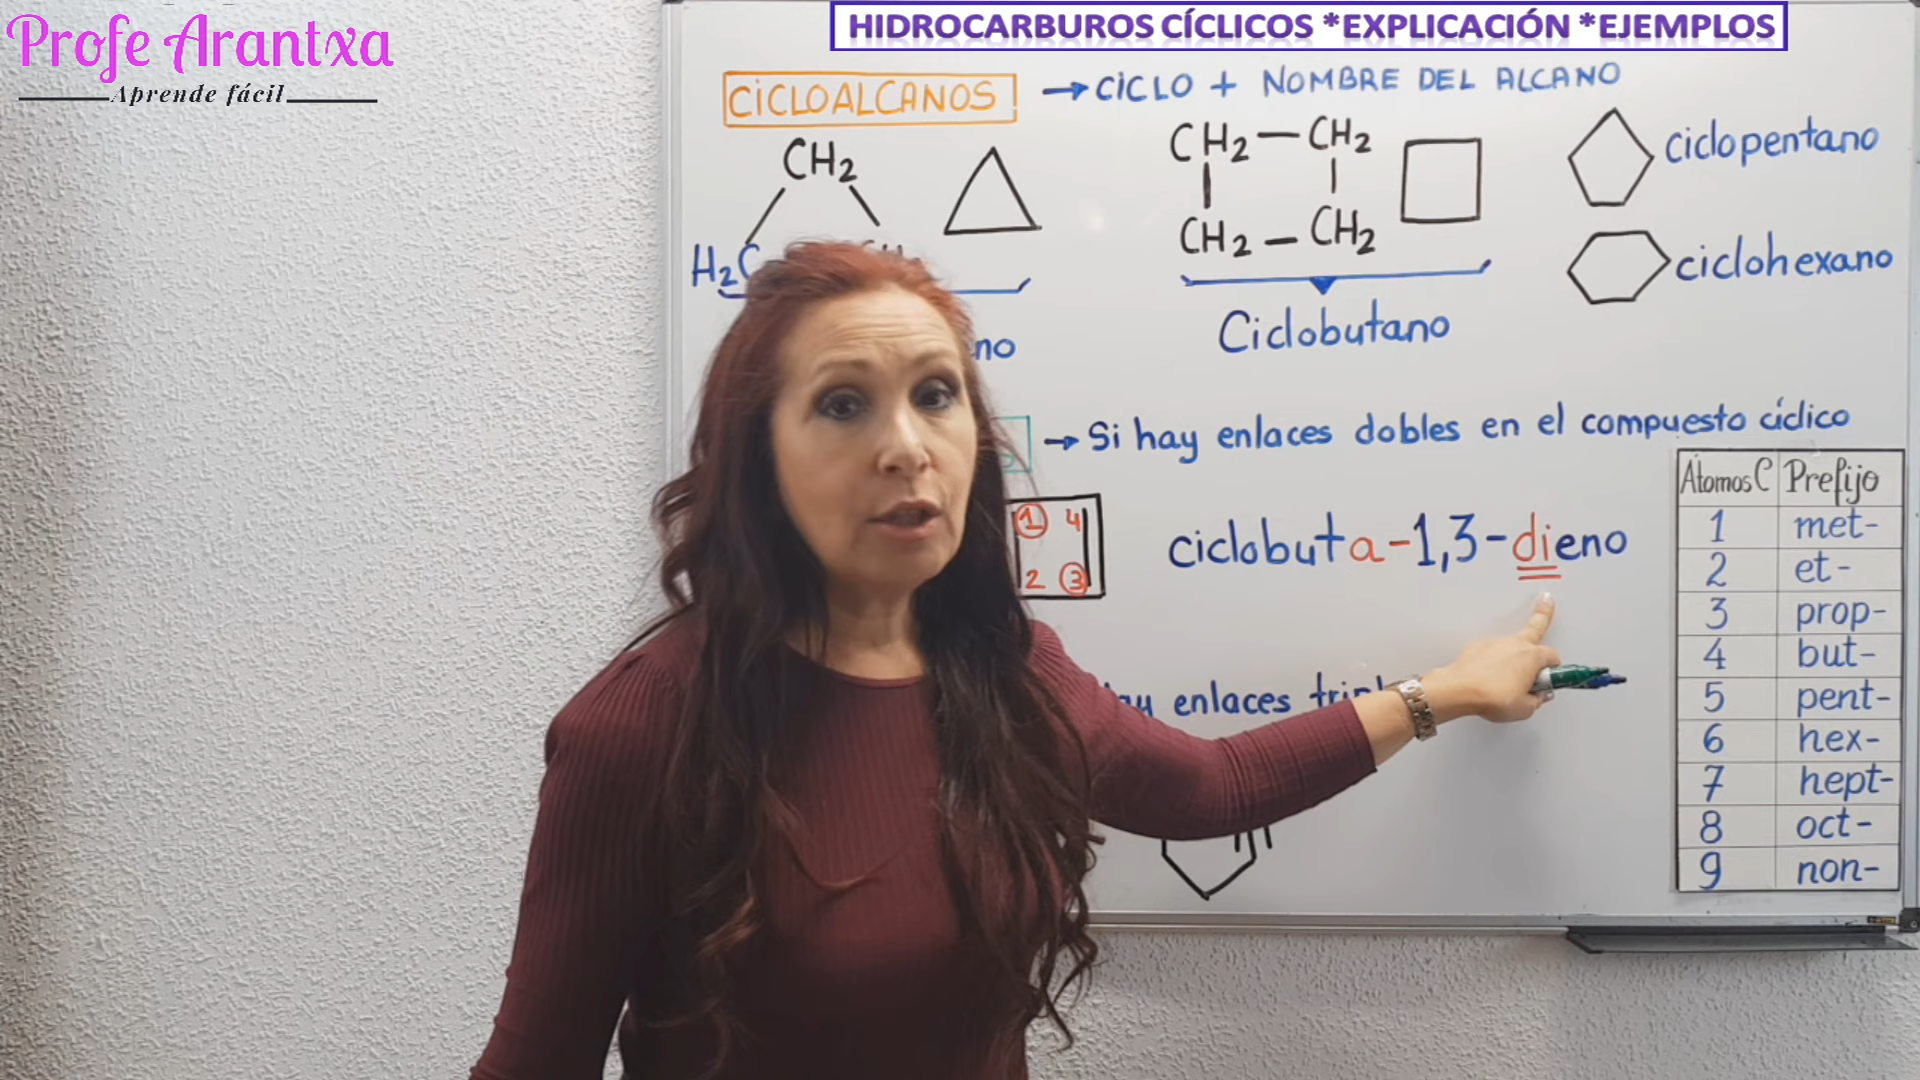 Profe Arantxa
Aprende fácil
HIDROCARBUROS CÍCLICOS *EXPLICACIÓN *EJEMPLOS
CiCLOALCANOS → CiCLO + NOMBRE DEL ALCANO
CH2
H2C
no
CH2 — CH2
CH2 — CH2
Ciclobutano
ciclopentano
ciclohexano
→ Si hay enlaces dobles en el compuesto cíclico
1 4
2 3
ciclobuta-1,3-dieno
enlaces
Átomos C Prefijo
1 met-
2 et-
3 prop-
4 but-
5 pent-
6 hex-
7 hept-
8 oct-
9 non-